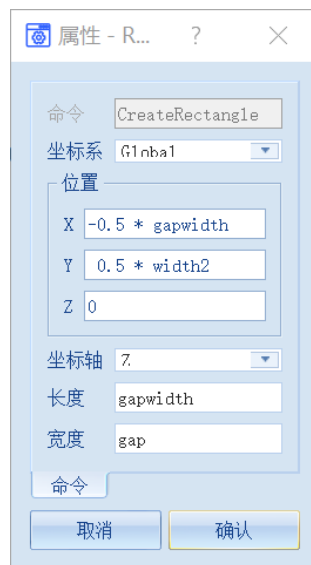 属性 - R... ?
命令 CreateRectangle
坐标系 Global
位置
X -0.5 * gapwidth
Y 0.5 * width2
Z 0
坐标轴 Z
长度 gapwidth
宽度 gap
命令
取消 确认